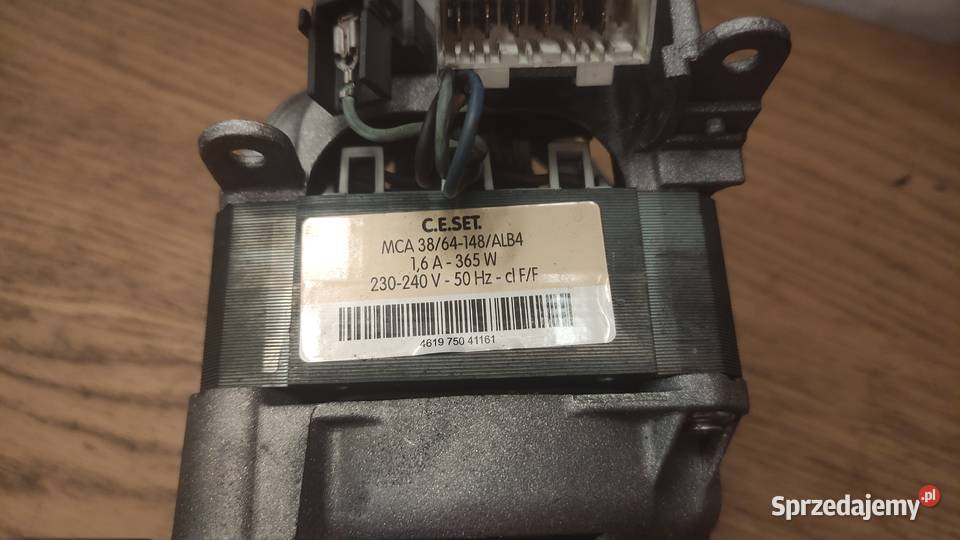 C.E.SET.
MCA 38/64-148/ALB4
1,6 A - 365 W
230-240 V - 50 Hz - cl F/F
4619 750 41161
Sprzedajemy.pl